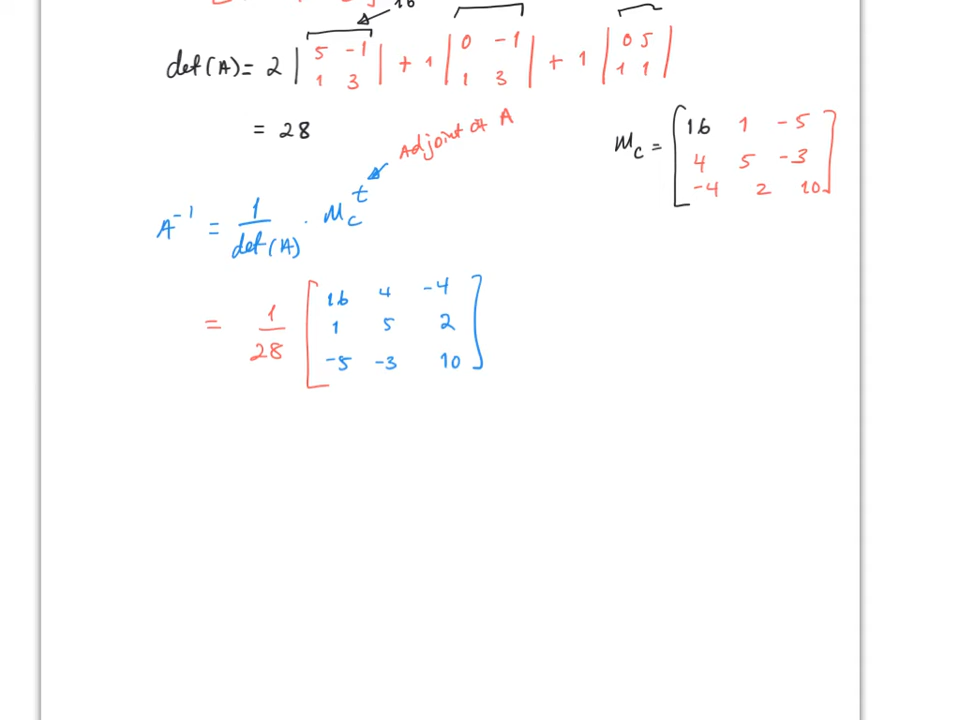 16
det(A) = 2 | 5 -1 | + 1 | 0 -1 | + 1 | 0 5 |
1 3 1 3 1 1
= 28
Adjoint of A
Mc = [ 16 1 -5
4 5 -3
-4 2 10 ]
A⁻¹ = 1/det(A) · Mcᵗ
= 1/28 [ 16 4 -4
1 5 2
-5 -3 10 ]